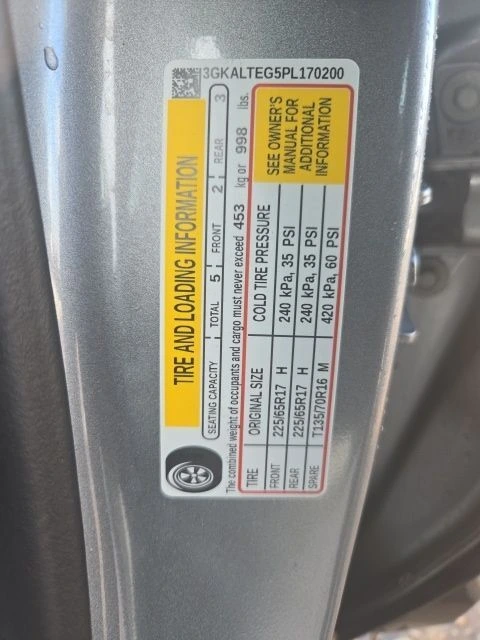 3GKALTEG5PL170200
TIRE AND LOADING INFORMATION
SEATING CAPACITY TOTAL 5 FRONT 2 REAR 3
The combined weight of occupants and cargo must never exceed 453 kg or 998 lbs.
TIRE ORIGINAL SIZE COLD TIRE PRESSURE
FRONT 225/65R17 H 240 kPa, 35 PSI
REAR 225/65R17 H 240 kPa, 35 PSI
SPARE T135/70R16 M 420 kPa, 60 PSI
SEE OWNER'S
MANUAL FOR
ADDITIONAL
INFORMATION